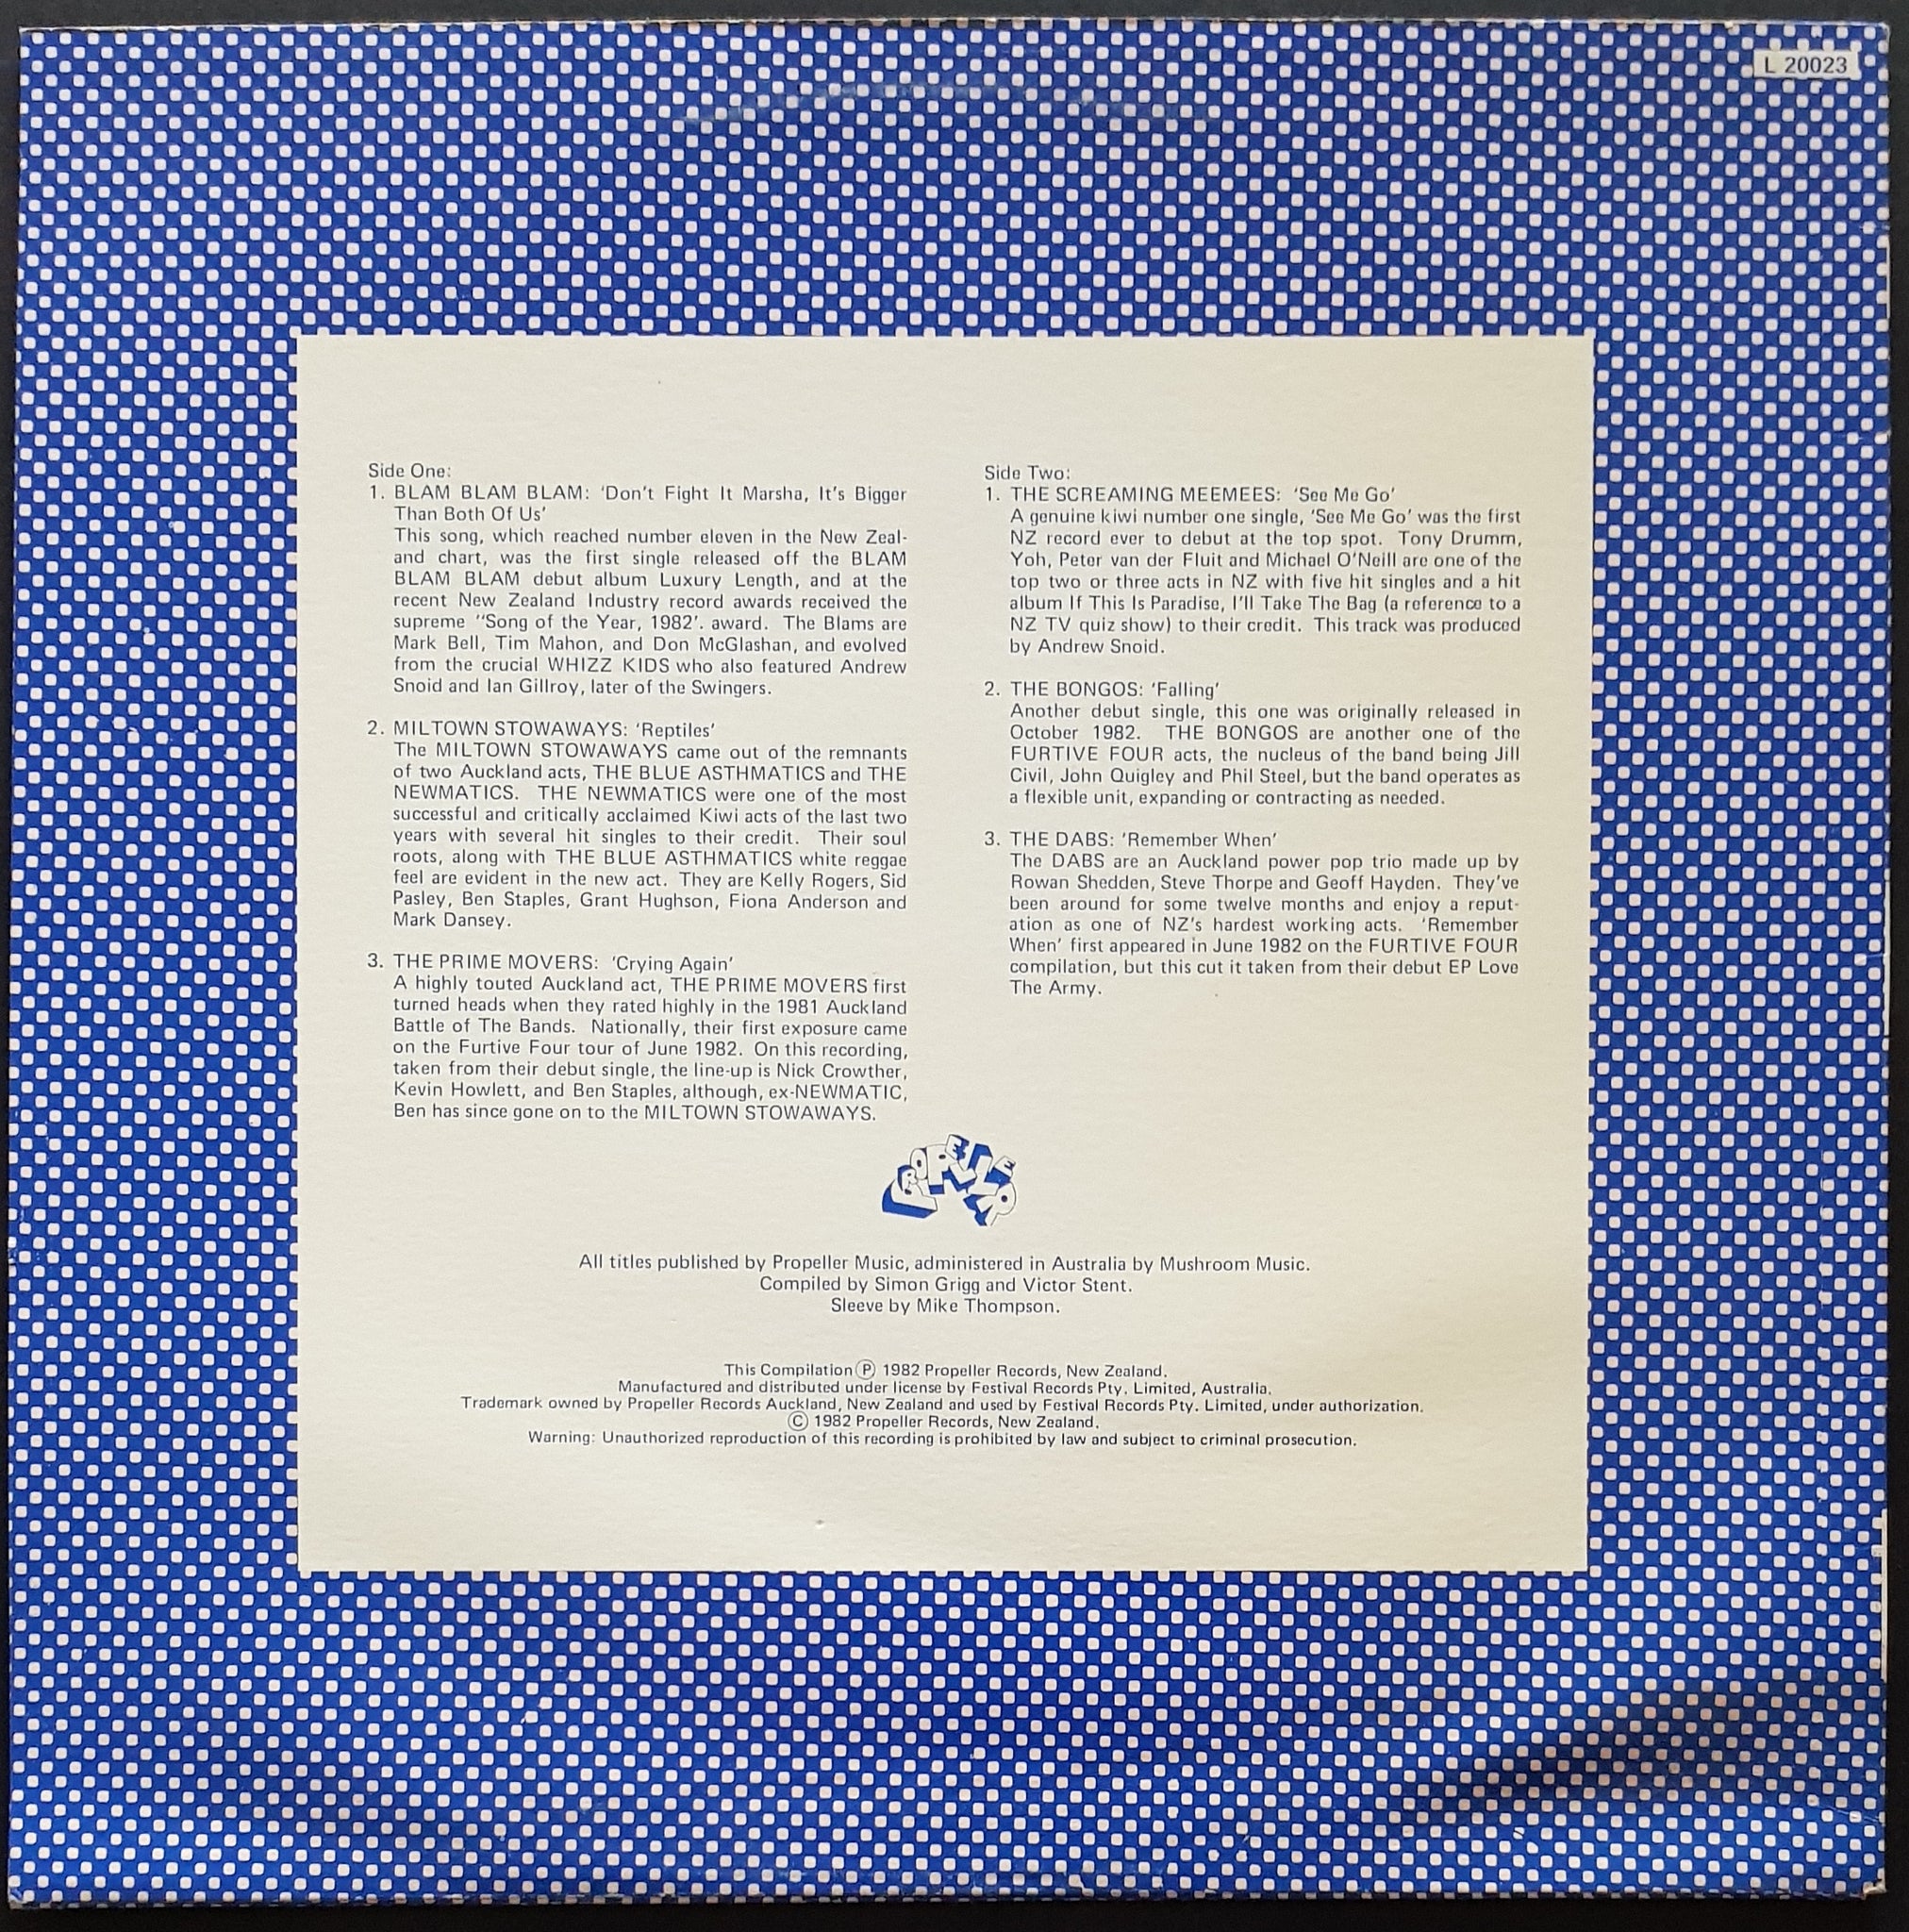 L 20023
Side One:
1. BLAM BLAM BLAM: ‘Don't Fight It Marsha, It's Bigger
Than Both Of Us’
This song, which reached number eleven in the New Zeal-
and chart, was the first single released off the BLAM
BLAM BLAM debut album Luxury Length, and at the
recent New Zealand Industry record awards received the
supreme “Song of the Year, 1982’. award. The Blams are
Mark Bell, Tim Mahon, and Don McGlashan, and evolved
from the crucial WHIZZ KIDS who also featured Andrew
Snoid and Ian Gillroy, later of the Swingers.
2. MILTOWN STOWAWAYS: ‘Reptiles’
The MILTOWN STOWAWAYS came out of the remnants
of two Auckland acts, THE BLUE ASTHMATICS and THE
NEWMATICS. THE NEWMATICS were one of the most
successful and critically acclaimed Kiwi acts of the last two
years with several hit singles to their credit. Their soul
roots, along with THE BLUE ASTHMATICS white reggae
feel are evident in the new act. They are Kelly Rogers, Sid
Pasley, Ben Staples, Grant Hughson, Fiona Anderson and
Mark Dansey.
3. THE PRIME MOVERS: ‘Crying Again’
A highly touted Auckland act, THE PRIME MOVERS first
turned heads when they rated highly in the 1981 Auckland
Battle of The Bands. Nationally, their first exposure came
on the Furtive Four tour of June 1982. On this recording,
taken from their debut single, the line-up is Nick Crowther,
Kevin Howlett, and Ben Staples, although, ex-NEWMATIC,
Ben has since gone on to the MILTOWN STOWAWAYS.
Side Two:
1. THE SCREAMING MEEMEES: ‘See Me Go’
A genuine kiwi number one single, ‘See Me Go’ was the first
NZ record ever to debut at the top spot. Tony Drumm,
Yoh, Peter van der Fluit and Michael O'Neill are one of the
top two or three acts in NZ with five hit singles and a hit
album If This Is Paradise, I'll Take The Bag (a reference to a
NZ TV quiz show) to their credit. This track was produced
by Andrew Snoid.
2. THE BONGOS: ‘Falling’
Another debut single, this one was originally released in
October 1982. THE BONGOS are another one of the
FURTIVE FOUR acts, the nucleus of the band being Jill
Civil, John Quigley and Phil Steel, but the band operates as
a flexible unit, expanding or contracting as needed.
3. THE DABS: ‘Remember When’
The DABS are an Auckland power pop trio made up by
Rowan Shedden, Steve Thorpe and Geoff Hayden. They've
been around for some twelve months and enjoy a reput-
ation as one of NZ's hardest working acts. ‘Remember
When’ first appeared in June 1982 on the FURTIVE FOUR
compilation, but this cut it taken from their debut EP Love
The Army.
PROPELLER
All titles published by Propeller Music, administered in Australia by Mushroom Music.
Compiled by Simon Grigg and Victor Stent.
Sleeve by Mike Thompson.
This Compilation Ⓟ 1982 Propeller Records, New Zealand.
Manufactured and distributed under license by Festival Records Pty. Limited, Australia.
Trademark owned by Propeller Records Auckland, New Zealand and used by Festival Records Pty. Limited, under authorization.
© 1982 Propeller Records, New Zealand.
Warning: Unauthorized reproduction of this recording is prohibited by law and subject to criminal prosecution.